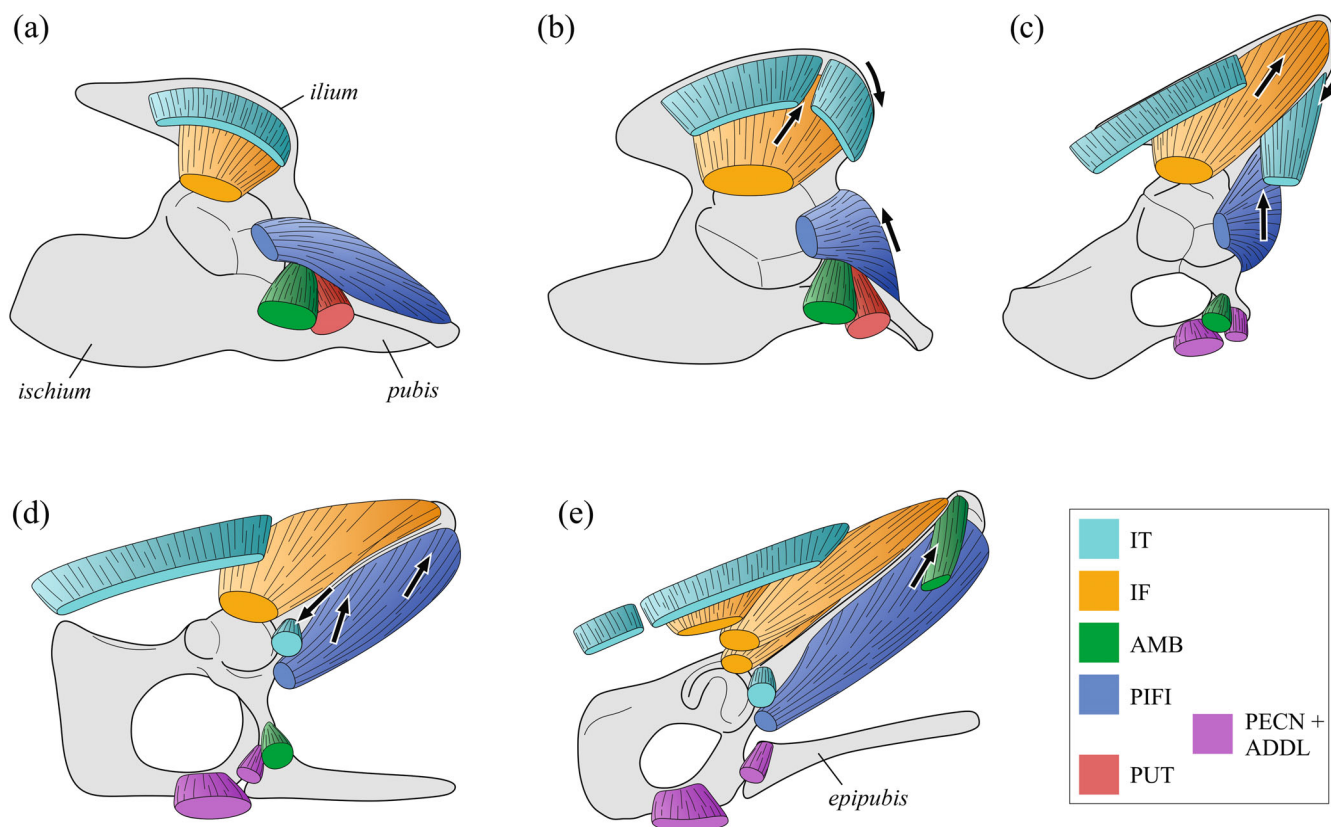 (a)
(b)
(c)
ilium
ischium
pubis
(d)
(e)
epipubis
IT
IF
AMB
PIFI
PECN +
ADDL
PUT